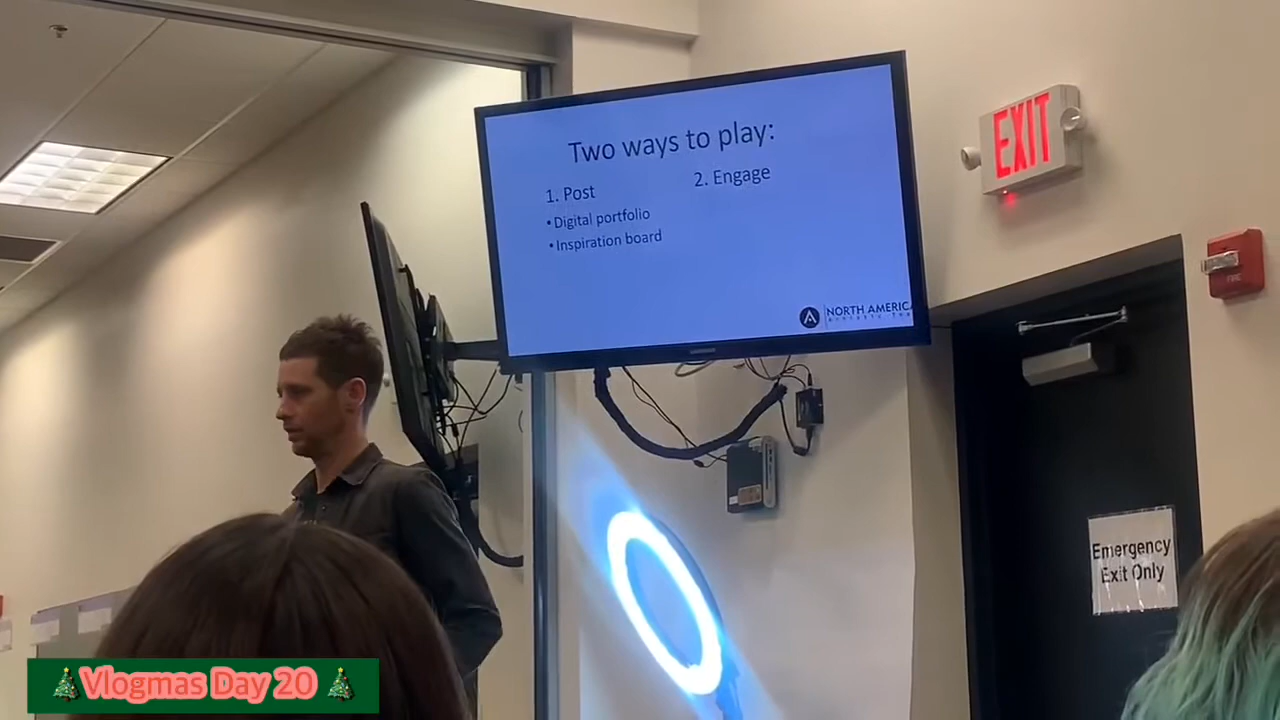 Two ways to play:
1. Post
• Digital portfolio
• Inspiration board
2. Engage
NORTH AMERICA
EXIT
FIRE
Emergency
Exit Only
🎄Vlogmas Day 20 🎄